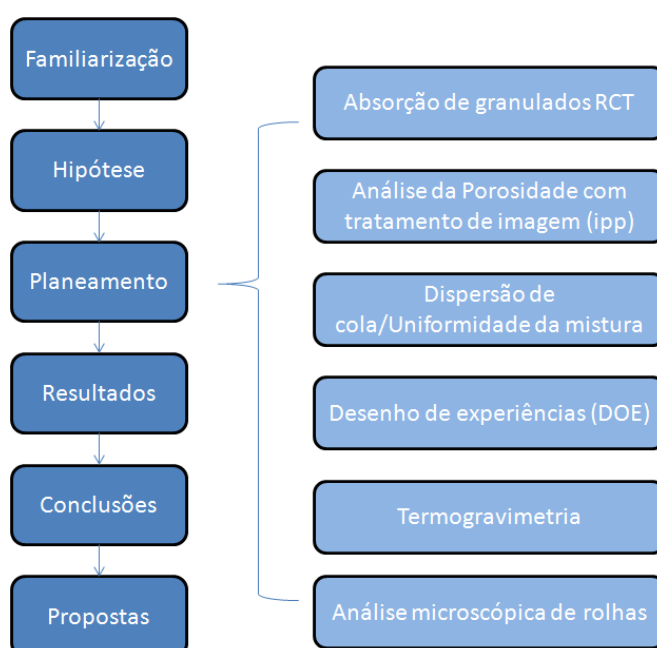 Familiarização
Hipótese
Planeamento
Resultados
Conclusões
Propostas
Absorção de granulados RCT
Análise da Porosidade com
tratamento de imagem (ipp)
Dispersão de
cola/Uniformidade da mistura
Desenho de experiências (DOE)
Termogravimetria
Análise microscópica de rolhas